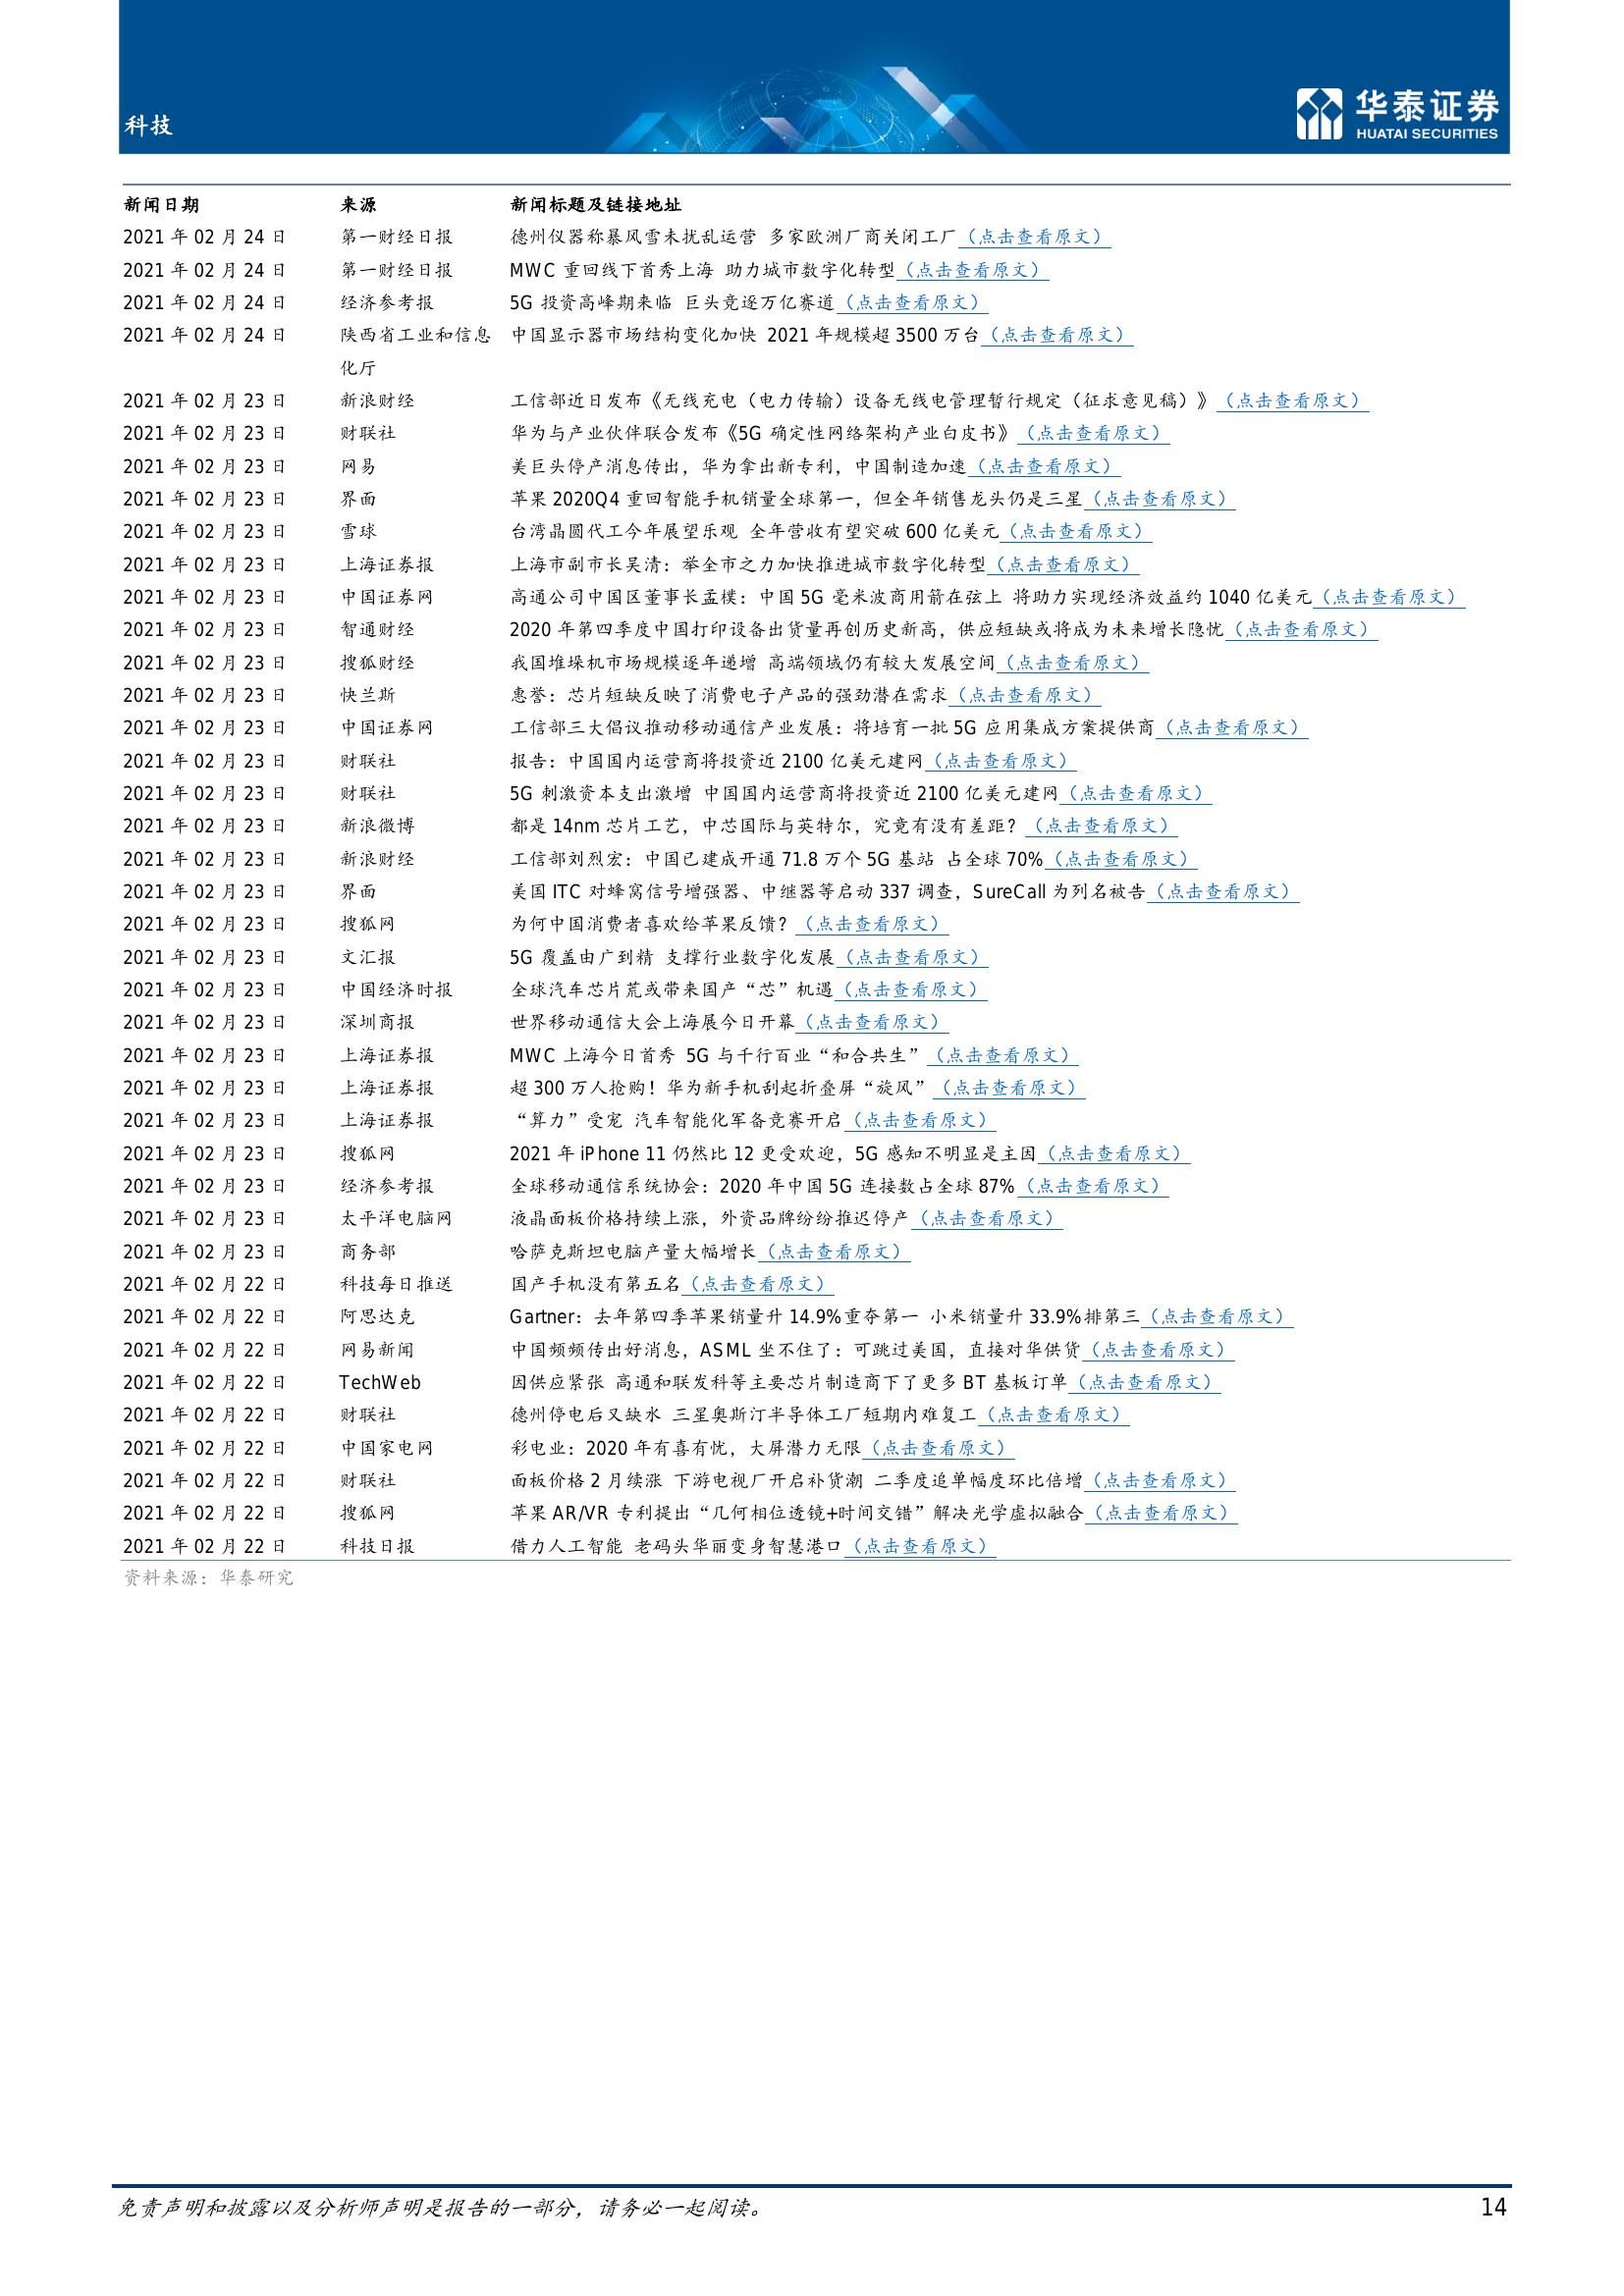 科技
华泰证券
HUATAI SECURITIES
新闻日期 来源 新闻标题及链接地址
2021 年 02 月 24 日 第一财经日报 德州仪器称暴风雪未扰乱运营 多家欧洲厂商关闭工厂（点击查看原文）
2021 年 02 月 24 日 第一财经日报 MWC 重回线下首秀上海 助力城市数字化转型（点击查看原文）
2021 年 02 月 24 日 经济参考报 5G 投资高峰期来临 巨头竞逐万亿赛道（点击查看原文）
2021 年 02 月 24 日 陕西省工业和信息 中国显示器市场结构变化加快 2021 年规模超 3500 万台（点击查看原文）
化厅
2021 年 02 月 23 日 新浪财经 工信部近日发布《无线充电（电力传输）设备无线电管理暂行规定（征求意见稿）》（点击查看原文）
2021 年 02 月 23 日 财联社 华为与产业伙伴联合发布《5G 确定性网络架构产业白皮书》（点击查看原文）
2021 年 02 月 23 日 网易 美巨头停产消息传出，华为拿出新专利，中国制造加速（点击查看原文）
2021 年 02 月 23 日 界面 苹果 2020Q4 重回智能手机销量全球第一，但全年销售龙头仍是三星（点击查看原文）
2021 年 02 月 23 日 雪球 台湾晶圆代工今年展望乐观 全年营收有望突破 600 亿美元（点击查看原文）
2021 年 02 月 23 日 上海证券报 上海市副市长吴清：举全市之力加快推进城市数字化转型（点击查看原文）
2021 年 02 月 23 日 中国证券网 高通公司中国区董事长孟樸：中国 5G 毫米波商用箭在弦上 将助力实现经济效益约 1040 亿美元（点击查看原文）
2021 年 02 月 23 日 智通财经 2020 年第四季度中国打印设备出货量再创历史新高，供应短缺或将成为未来增长隐忧（点击查看原文）
2021 年 02 月 23 日 搜狐财经 我国堆垛机市场规模逐年递增 高端领域仍有较大发展空间（点击查看原文）
2021 年 02 月 23 日 快兰斯 惠誉：芯片短缺反映了消费电子产品的强劲潜在需求（点击查看原文）
2021 年 02 月 23 日 中国证券网 工信部三大倡议推动移动通信产业发展：将培育一批 5G 应用集成方案提供商（点击查看原文）
2021 年 02 月 23 日 财联社 报告：中国国内运营商将投资近 2100 亿美元建网（点击查看原文）
2021 年 02 月 23 日 财联社 5G 刺激资本支出激增 中国国内运营商将投资近 2100 亿美元建网（点击查看原文）
2021 年 02 月 23 日 新浪微博 都是 14nm 芯片工艺，中芯国际与英特尔，究竟有没有差距？（点击查看原文）
2021 年 02 月 23 日 新浪财经 工信部刘烈宏：中国已建成开通 71.8 万个 5G 基站 占全球 70%（点击查看原文）
2021 年 02 月 23 日 界面 美国 ITC 对蜂窝信号增强器、中继器等启动 337 调查，SureCall 为列名被告（点击查看原文）
2021 年 02 月 23 日 搜狐网 为何中国消费者喜欢给苹果反馈？（点击查看原文）
2021 年 02 月 23 日 文汇报 5G 覆盖由广到精 支撑行业数字化发展（点击查看原文）
2021 年 02 月 23 日 中国经济时报 全球汽车芯片荒或带来国产“芯”机遇（点击查看原文）
2021 年 02 月 23 日 深圳商报 世界移动通信大会上海展今日开幕（点击查看原文）
2021 年 02 月 23 日 上海证券报 MWC 上海今日首秀 5G 与千行百业“和合共生”（点击查看原文）
2021 年 02 月 23 日 上海证券报 超 300 万人抢购！华为新手机刮起折叠屏“旋风”（点击查看原文）
2021 年 02 月 23 日 上海证券报 “算力”受宠 汽车智能化军备竞赛开启（点击查看原文）
2021 年 02 月 23 日 搜狐网 2021 年 iPhone 11 仍然比 12 更受欢迎，5G 感知不明显是主因（点击查看原文）
2021 年 02 月 23 日 经济参考报 全球移动通信系统协会：2020 年中国 5G 连接数占全球 87%（点击查看原文）
2021 年 02 月 23 日 太平洋电脑网 液晶面板价格持续上涨，外资品牌纷纷推迟停产（点击查看原文）
2021 年 02 月 23 日 商务部 哈萨克斯坦电脑产量大幅增长（点击查看原文）
2021 年 02 月 22 日 科技每日推送 国产手机没有第五名（点击查看原文）
2021 年 02 月 22 日 阿思达克 Gartner：去年第四季苹果销量升 14.9%重夺第一 小米销量升 33.9%排第三（点击查看原文）
2021 年 02 月 22 日 网易新闻 中国频频传出好消息，ASML 坐不住了：可跳过美国，直接对华供货（点击查看原文）
2021 年 02 月 22 日 TechWeb 因供应紧张 高通和联发科等主要芯片制造商下了更多 BT 基板订单（点击查看原文）
2021 年 02 月 22 日 财联社 德州停电后又缺水 三星奥斯汀半导体工厂短期内难复工（点击查看原文）
2021 年 02 月 22 日 中国家电网 彩电业：2020 年有喜有忧，大屏潜力无限（点击查看原文）
2021 年 02 月 22 日 财联社 面板价格 2 月续涨 下游电视厂开启补货潮 二季度追单幅度环比倍增（点击查看原文）
2021 年 02 月 22 日 搜狐网 苹果 AR/VR 专利提出“几何相位透镜+时间交错”解决光学虚拟融合（点击查看原文）
2021 年 02 月 22 日 科技日报 借力人工智能 老码头华丽变身智慧港口（点击查看原文）
资料来源：华泰研究
免责声明和披露以及分析师声明是报告的一部分，请务必一起阅读。 14